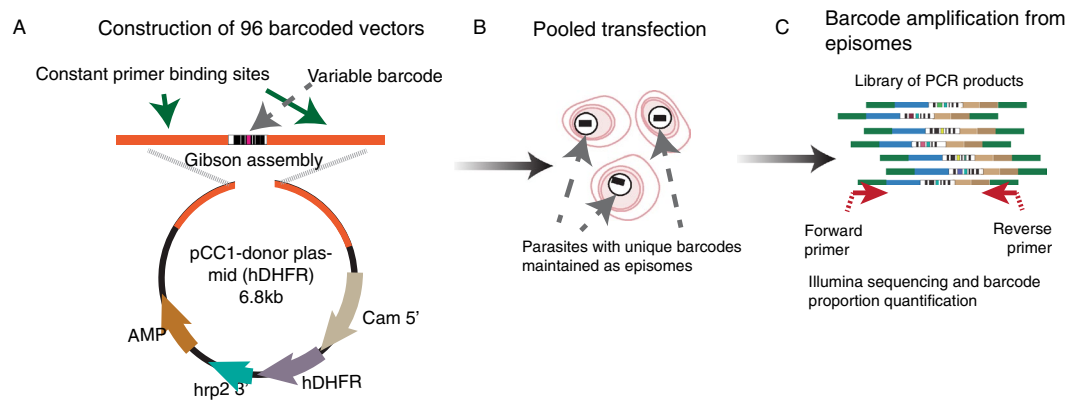 A
Construction of 96 barcoded vectors
Constant primer binding sites
Variable barcode
Gibson assembly
pCC1-donor plas-
mid (hDHFR)
6.8kb
Cam 5’
hDHFR
hrp2 3’
AMP
B
Pooled transfection
Parasites with unique barcodes
maintained as episomes
C
Barcode amplification from
episomes
Library of PCR products
Forward
primer
Reverse
primer
Illumina sequencing and barcode
proportion quantification